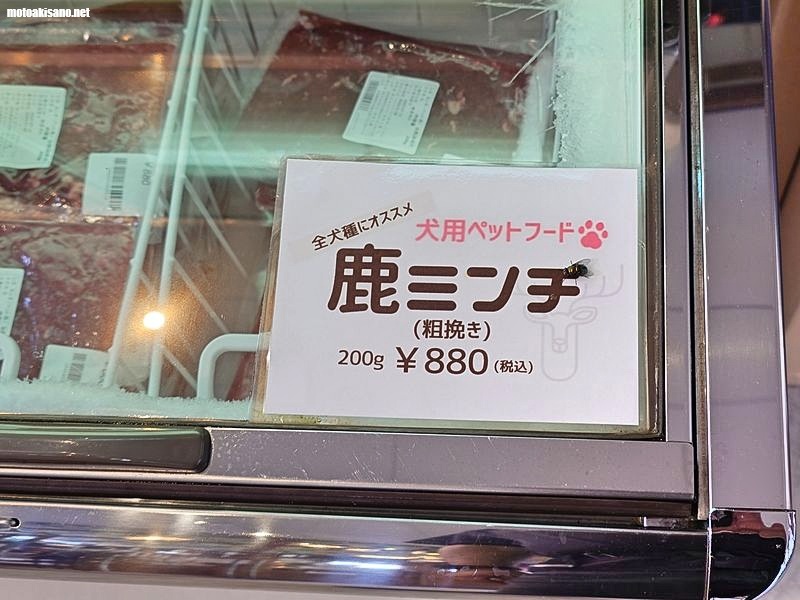 motoakisano.net
¥880
全犬種にオススメ
犬用ペットフード
鹿ミンチ
(粗挽き)
200g ¥880(税込)